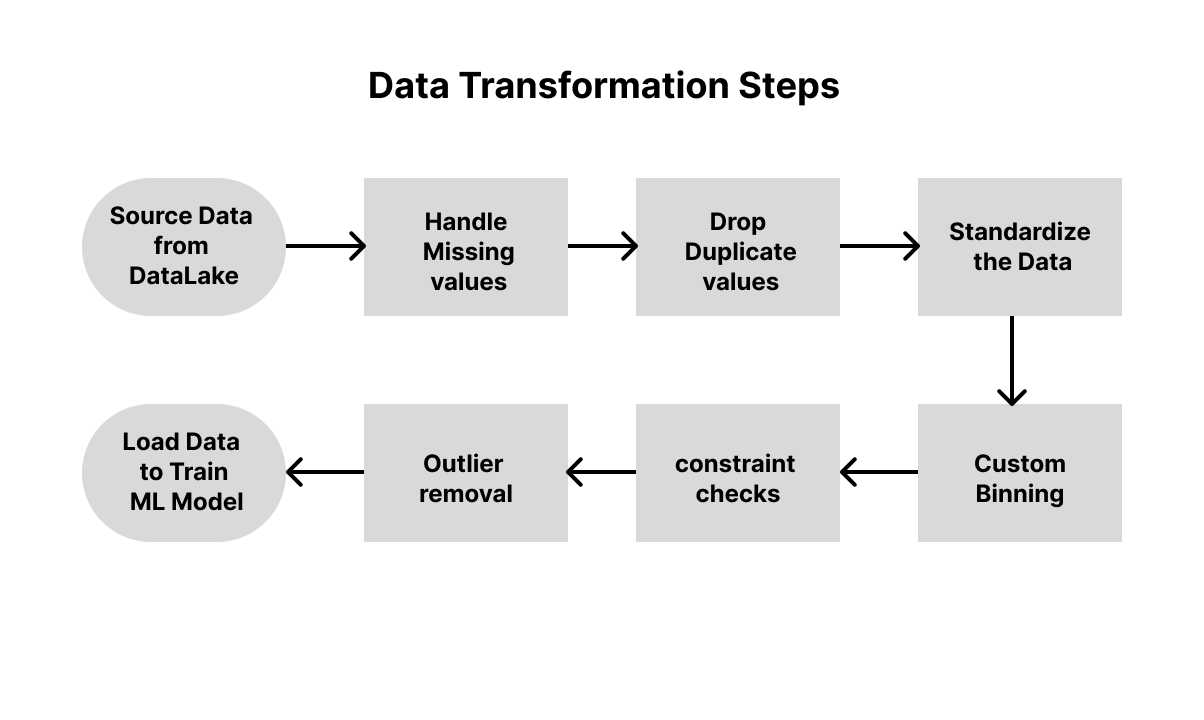 Data Transformation Steps
Source Data
from
DataLake
Handle
Missing
values
Drop
Duplicate
values
Standardize
the Data
Custom
Binning
constraint
checks
Outlier
removal
Load Data
to Train
ML Model